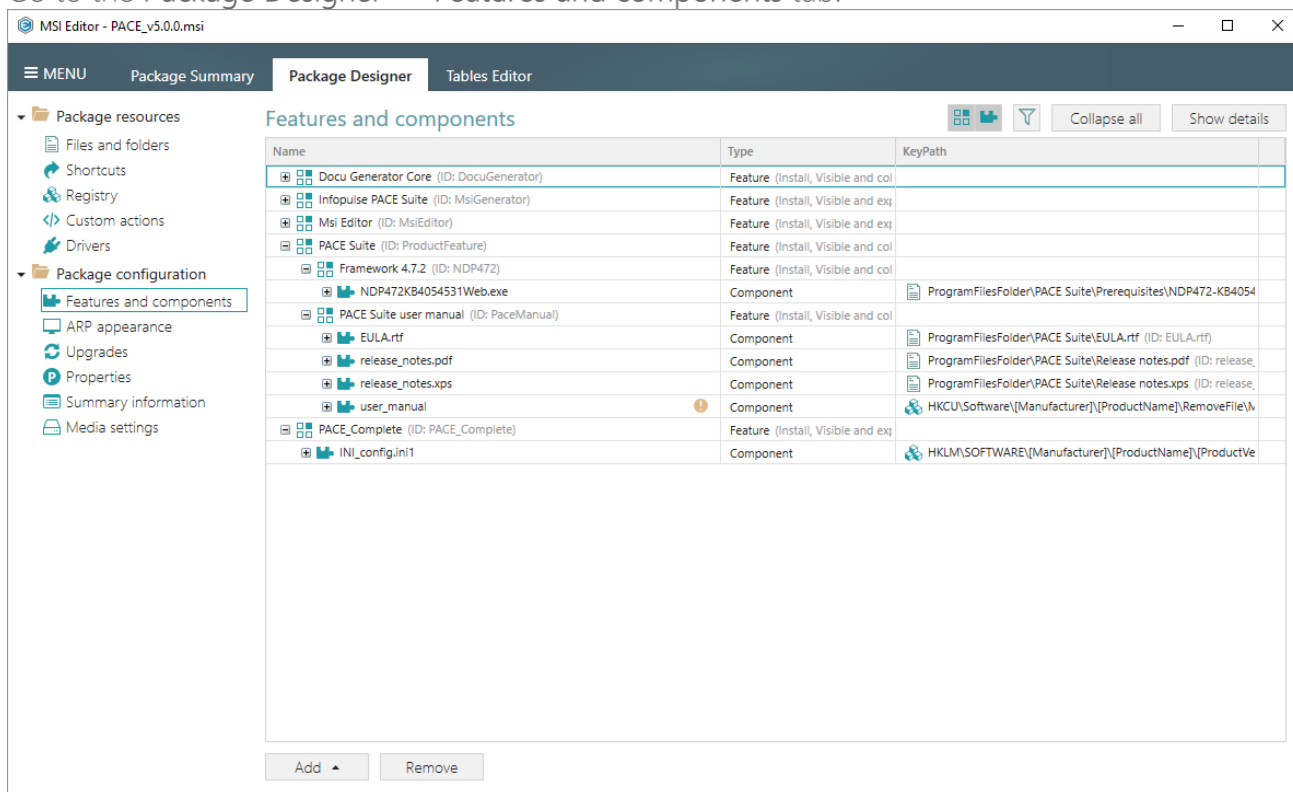 Go to the Package Designer Features and components tab.
MSI Editor - PACE_v5.0.0.msi
MENU Package Summary Package Designer Tables Editor
Package resources
Files and folders
Shortcuts
Registry
Custom actions
Drivers
Package configuration
Features and components
ARP appearance
Upgrades
Properties
Summary information
Media settings
Features and components
Collapse all Show details
Name Type KeyPath
Docu Generator Core (ID: DocuGenerator) Feature (Install, Visible and col
Infopulse PACE Suite (ID: MsiGenerator) Feature (Install, Visible and exp
Msi Editor (ID: MsiEditor) Feature (Install, Visible and exp
PACE Suite (ID: ProductFeature) Feature (Install, Visible and col
Framework 4.7.2 (ID: NDP472) Feature (Install, Visible and col
NDP472KB4054531Web.exe Component ProgramFilesFolder\PACE Suite\Prerequisites\NDP472-KB4054
PACE Suite user manual (ID: PaceManual) Feature (Install, Visible and col
EULA.rtf Component ProgramFilesFolder\PACE Suite\EULA.rtf (ID: EULA.rtf)
release_notes.pdf Component ProgramFilesFolder\PACE Suite\Release notes.pdf (ID: release_
release_notes.xps Component ProgramFilesFolder\PACE Suite\Release notes.xps (ID: release_
user_manual Component HKCU\Software\[Manufacturer]\[ProductName]\RemoveFile\
PACE_Complete (ID: PACE_Complete) Feature (Install, Visible and exp
INI_config.ini1 Component HKLM\SOFTWARE\[Manufacturer]\[ProductName]\[ProductVe
Add Remove